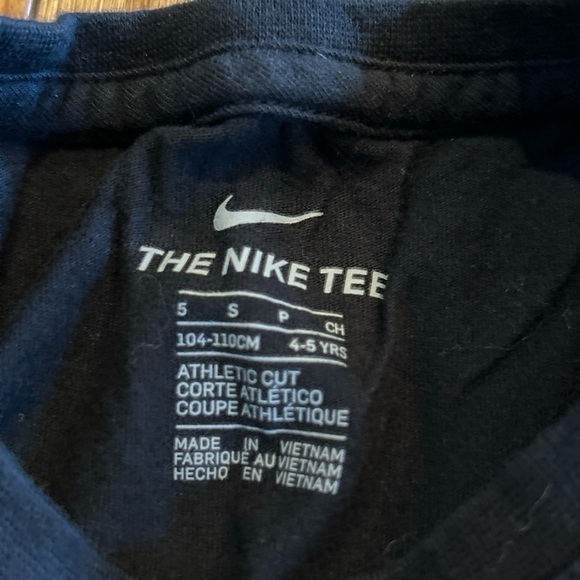 THE NIKE TEE
5 S P CH
104-110CM 4-5 YRS
ATHLETIC CUT
CORTE ATLÉTICO
COUPE ATHLÉTIQUE
MADE IN VIETNAM
FABRIQUÉ AU VIETNAM
HECHO EN VIETNAM